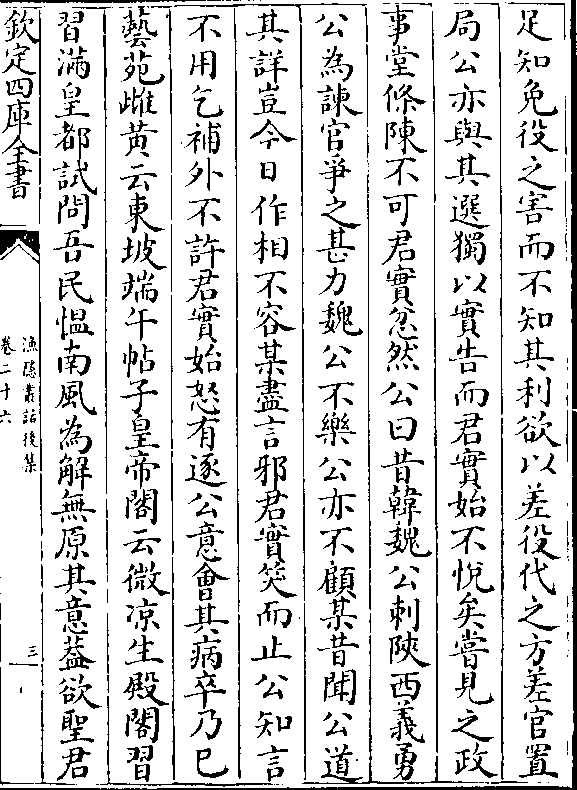 足知免役之害而不知其利欲以差役代之方差官置
局公亦與其選獨以實告而君實始不悅矣嘗見之政
事堂條陳不可君實忿然公曰昔韓魏公刺陝西義勇
公為諫官爭之甚力魏公不樂公亦不顧某昔聞公道
其詳豈今日作相不容某盡言邪君實笑而止公知言
不用乞補外不許君實始怒有逐公意會其病卒乃已
藝苑雌黃云東坡端午帖子皇帝閣云微凉生殿閣習
習滿皇都試問吾民慍南風為解無原其意葢欲聖君
欽定四庫全書
漁隱叢話後集
卷二十六
三